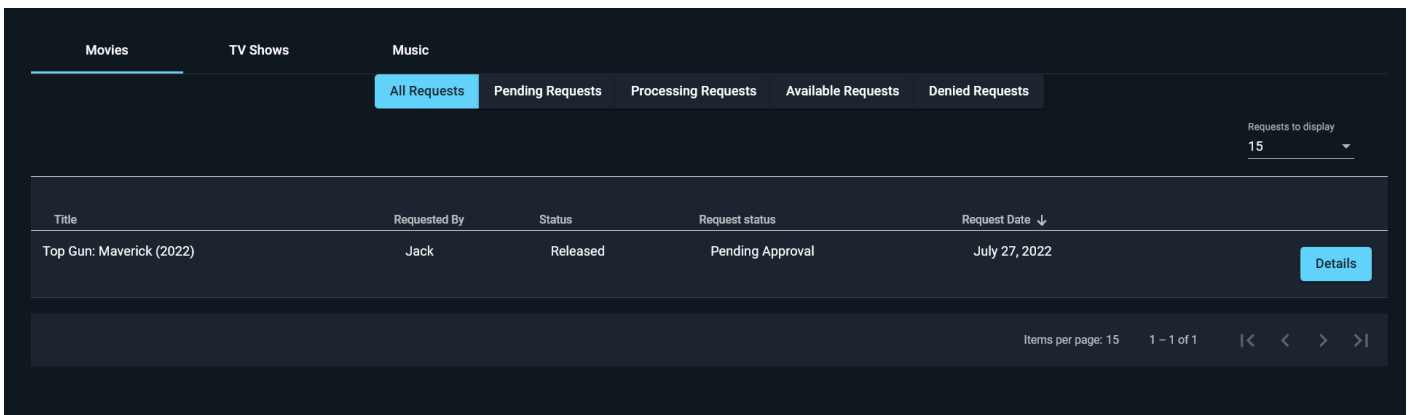 Movies TV Shows Music
All Requests Pending Requests Processing Requests Available Requests Denied Requests
Requests to display
15
Title Requested By Status Request status Request Date
Top Gun: Maverick (2022) Jack Released Pending Approval July 27, 2022
Details
Items per page: 15 1 – 1 of 1